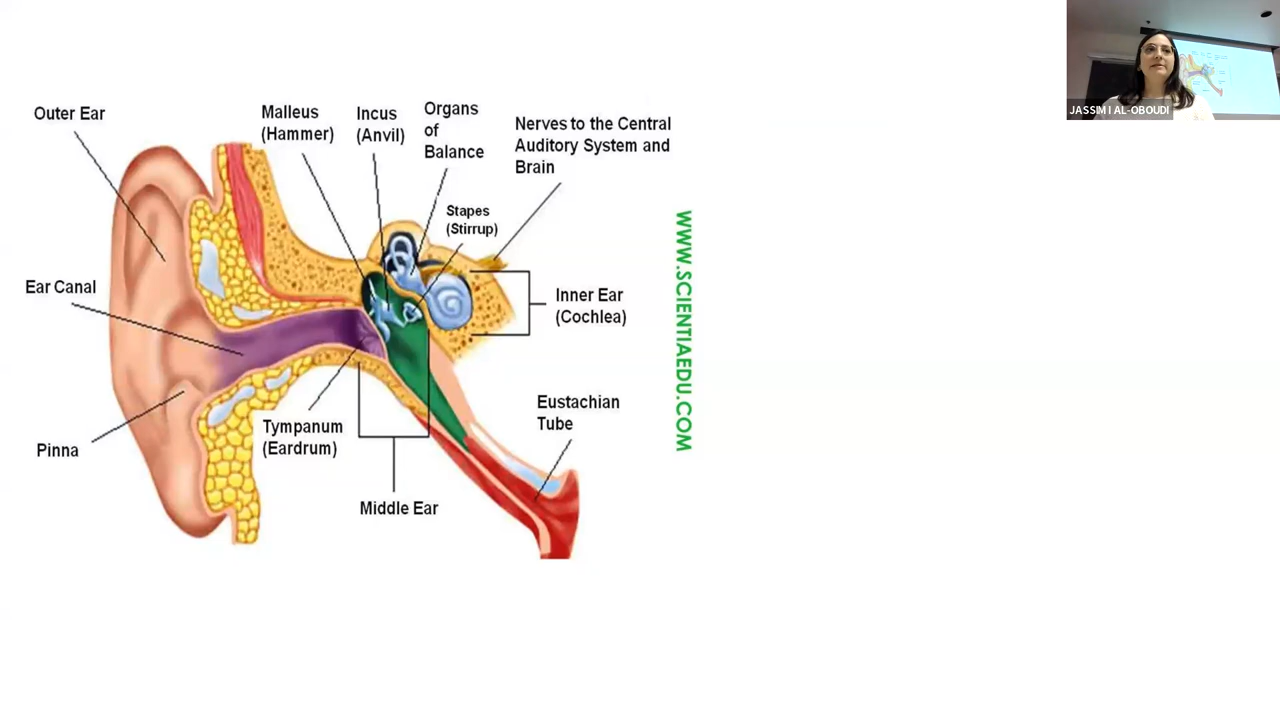 Outer Ear
Malleus
(Hammer)
Incus
(Anvil)
Organs
of
Balance
Nerves to the Central
Auditory System and
Brain
Stapes
(Stirrup)
Ear Canal
Inner Ear
(Cochlea)
Eustachian
Tube
Tympanum
(Eardrum)
Pinna
Middle Ear
WWW.SCIENTIAEDU.COM
JASSIM I AL-OBOUDI